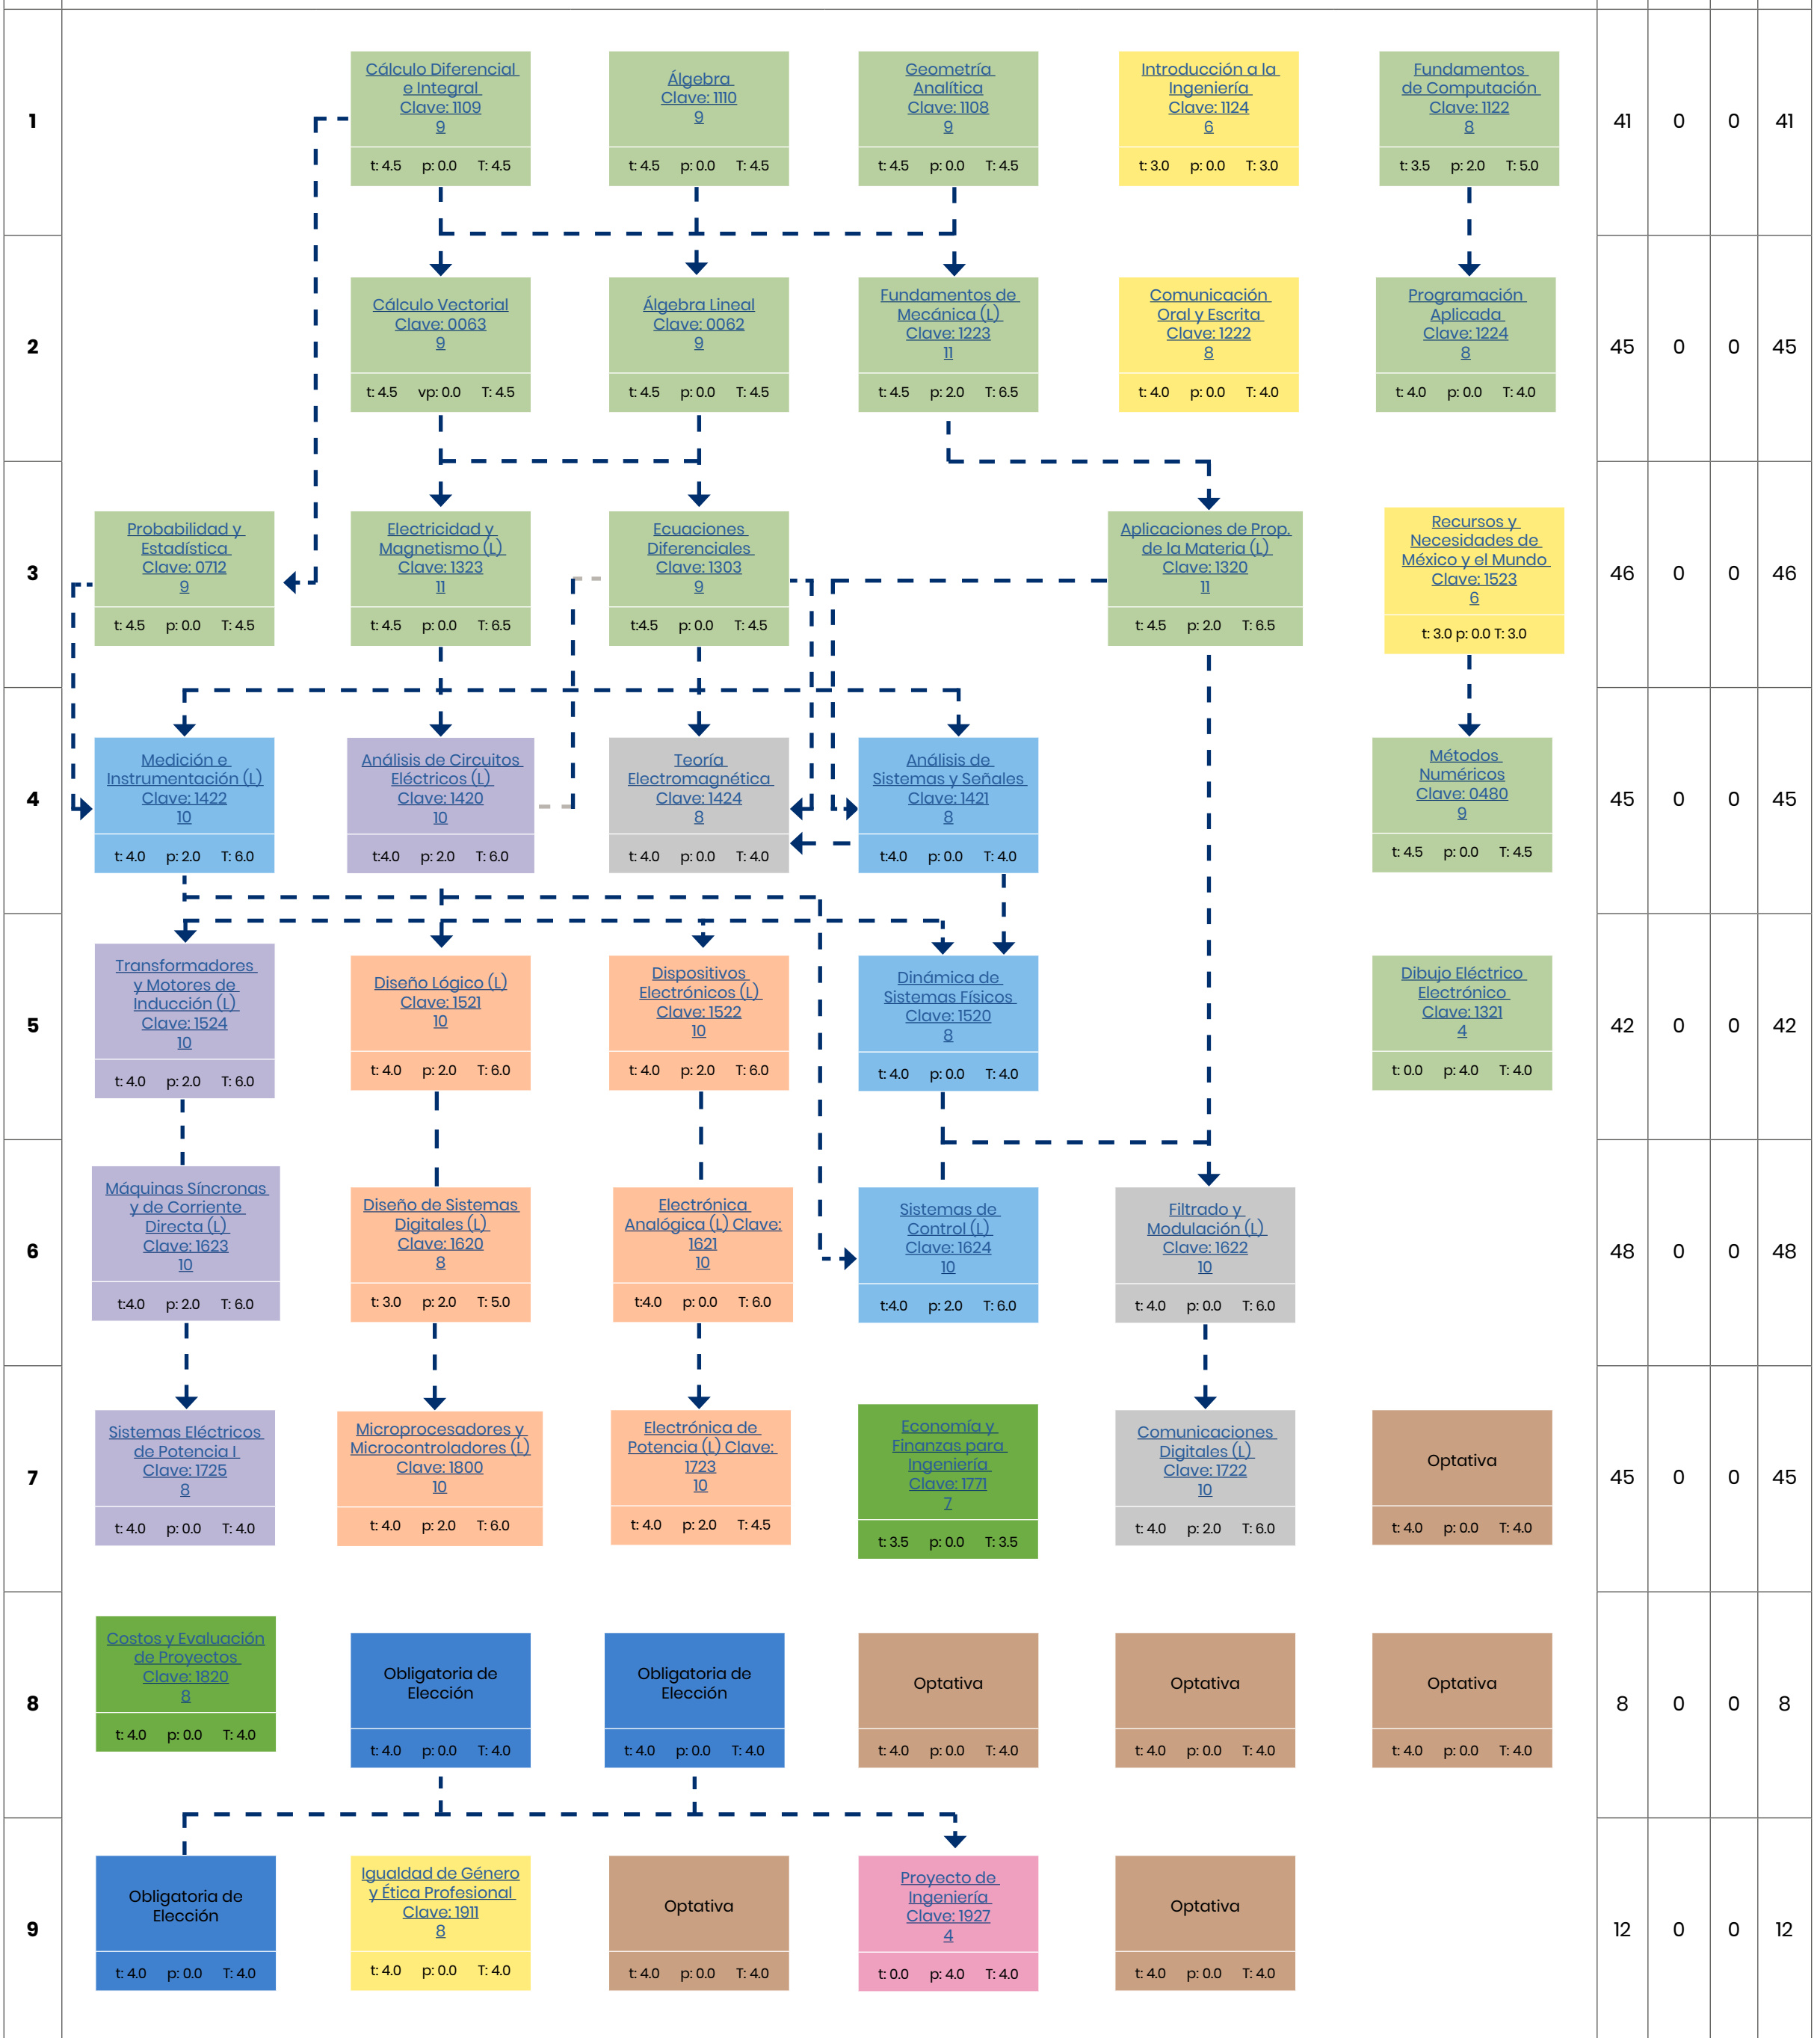 1
Cálculo Diferencial
e Integral
Clave: 1109
9
t: 4.5 p: 0.0 T: 4.5
Álgebra
Clave: 1110
9
t: 4.5 p: 0.0 T: 4.5
Geometría
Analítica
Clave: 1108
9
t: 4.5 p: 0.0 T: 4.5
Introducción a la
Ingeniería
Clave: 1124
6
t: 3.0 p: 0.0 T: 3.0
Fundamentos
de Computación
Clave: 1122
8
t: 3.5 p: 2.0 T: 5.0
41 0 0 41
2
Cálculo Vectorial
Clave: 0063
9
t: 4.5 vp: 0.0 T: 4.5
Álgebra Lineal
Clave: 0062
9
t: 4.5 p: 0.0 T: 4.5
Fundamentos de
Mecánica (L)
Clave: 1223
11
t: 4.5 p: 2.0 T: 6.5
Comunicación
Oral y Escrita
Clave: 1222
8
t: 4.0 p: 0.0 T: 4.0
Programación
Aplicada
Clave: 1224
8
t: 4.0 p: 0.0 T: 4.0
45 0 0 45
3
Probabilidad y
Estadística
Clave: 0712
9
t: 4.5 p: 0.0 T: 4.5
Electricidad y
Magnetismo (L)
Clave: 1323
11
t: 4.5 p: 0.0 T: 6.5
Ecuaciones
Diferenciales
Clave: 1303
9
t:4.5 p: 0.0 T: 4.5
Aplicaciones de Prop.
de la Materia (L)
Clave: 1320
11
t: 4.5 p: 2.0 T: 6.5
Recursos y
Necesidades de
México y el Mundo
Clave: 1523
6
t: 3.0 p: 0.0 T: 3.0
46 0 0 46
4
Medición e
Instrumentación (L)
Clave: 1422
10
t: 4.0 p: 2.0 T: 6.0
Análisis de Circuitos
Eléctricos (L)
Clave: 1420
10
t:4.0 p: 2.0 T: 6.0
Teoría
Electromagnética
Clave: 1424
8
t: 4.0 p: 0.0 T: 4.0
Análisis de
Sistemas y Señales
Clave: 1421
8
t:4.0 p: 0.0 T: 4.0
Métodos
Numéricos
Clave: 0480
9
t: 4.5 p: 0.0 T: 4.5
45 0 0 45
5
Transformadores
y Motores de
Inducción (L)
Clave: 1524
10
t: 4.0 p: 2.0 T: 6.0
Diseño Lógico (L)
Clave: 1521
10
t: 4.0 p: 2.0 T: 6.0
Dispositivos
Electrónicos (L)
Clave: 1522
10
t: 4.0 p: 2.0 T: 6.0
Dinámica de
Sistemas Físicos
Clave: 1520
8
t: 4.0 p: 0.0 T: 4.0
Dibujo Eléctrico
Electrónico
Clave: 1321
4
t: 0.0 p: 4.0 T: 4.0
42 0 0 42
6
Máquinas Síncronas
y de Corriente
Directa (L)
Clave: 1623
10
t:4.0 p: 2.0 T: 6.0
Diseño de Sistemas
Digitales (L)
Clave: 1620
8
t: 3.0 p: 2.0 T: 5.0
Electrónica
Analógica (L) Clave:
1621
10
t:4.0 p: 0.0 T: 6.0
Sistemas de
Control (L)
Clave: 1624
10
t:4.0 p: 2.0 T: 6.0
Filtrado y
Modulación (L)
Clave: 1622
10
t: 4.0 p: 0.0 T: 6.0
48 0 0 48
7
Sistemas Eléctricos
de Potencia I
Clave: 1725
8
t: 4.0 p: 0.0 T: 4.0
Microprocesadores y
Microcontroladores (L)
Clave: 1800
10
t: 4.0 p: 2.0 T: 6.0
Electrónica de
Potencia (L) Clave:
1723
10
t: 4.0 p: 2.0 T: 4.5
Economía y
Finanzas para
Ingeniería
Clave: 1771
7
t: 3.5 p: 0.0 T: 3.5
Comunicaciones
Digitales (L)
Clave: 1722
10
t: 4.0 p: 2.0 T: 6.0
Optativa
t: 4.0 p: 0.0 T: 4.0
45 0 0 45
8
Costos y Evaluación
de Proyectos
Clave: 1820
8
t: 4.0 p: 0.0 T: 4.0
Obligatoria de
Elección
t: 4.0 p: 0.0 T: 4.0
Obligatoria de
Elección
t: 4.0 p: 0.0 T: 4.0
Optativa
t: 4.0 p: 0.0 T: 4.0
Optativa
t: 4.0 p: 0.0 T: 4.0
Optativa
t: 4.0 p: 0.0 T: 4.0
8 0 0 8
9
Obligatoria de
Elección
t: 4.0 p: 0.0 T: 4.0
Igualdad de Género
y Ética Profesional
Clave: 1911
8
t: 4.0 p: 0.0 T: 4.0
Optativa
t: 4.0 p: 0.0 T: 4.0
Proyecto de
Ingeniería
Clave: 1927
4
t: 0.0 p: 4.0 T: 4.0
Optativa
t: 4.0 p: 0.0 T: 4.0
12 0 0 12